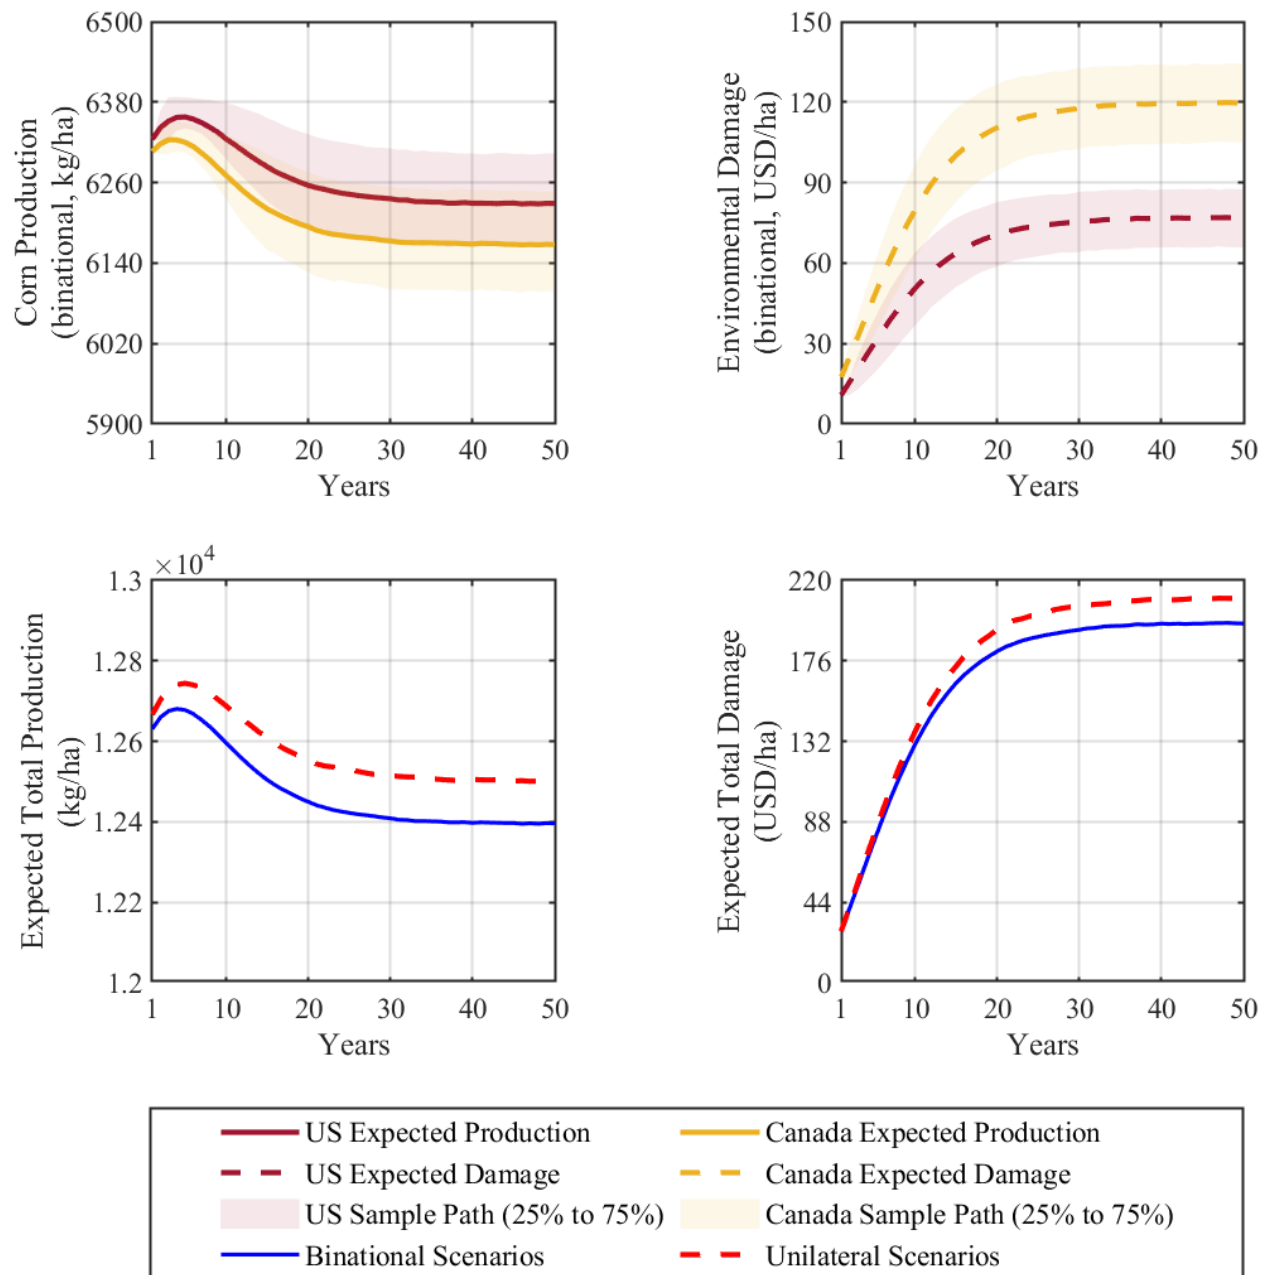 6500
6380
6260
6140
6020
5900
Corn Production
(binational, kg/ha)
1 10 20 30 40 50
Years
150
120
90
60
30
0
Environmental Damage
(binational, USD/ha)
1 10 20 30 40 50
Years
×10⁴
1.3
1.28
1.26
1.24
1.22
1.2
Expected Total Production
(kg/ha)
1 10 20 30 40 50
Years
220
176
132
88
44
0
Expected Total Damage
(USD/ha)
1 10 20 30 40 50
Years
US Expected Production Canada Expected Production
US Expected Damage Canada Expected Damage
US Sample Path (25% to 75%) Canada Sample Path (25% to 75%)
Binational Scenarios Unilateral Scenarios